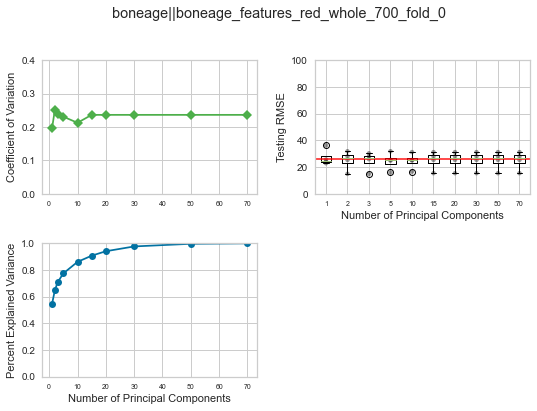 boneage||boneage_features_red_whole_700_fold_0
Coefficient of Variation
0.4
0.3
0.2
0.1
0.0
0 10 20 30 40 50 60 70
Testing RMSE
100
80
60
40
20
0
1 2 3 5 10 15 20 30 50 70
Number of Principal Components
Percent Explained Variance
1.0
0.8
0.6
0.4
0.2
0.0
0 10 20 30 40 50 60 70
Number of Principal Components